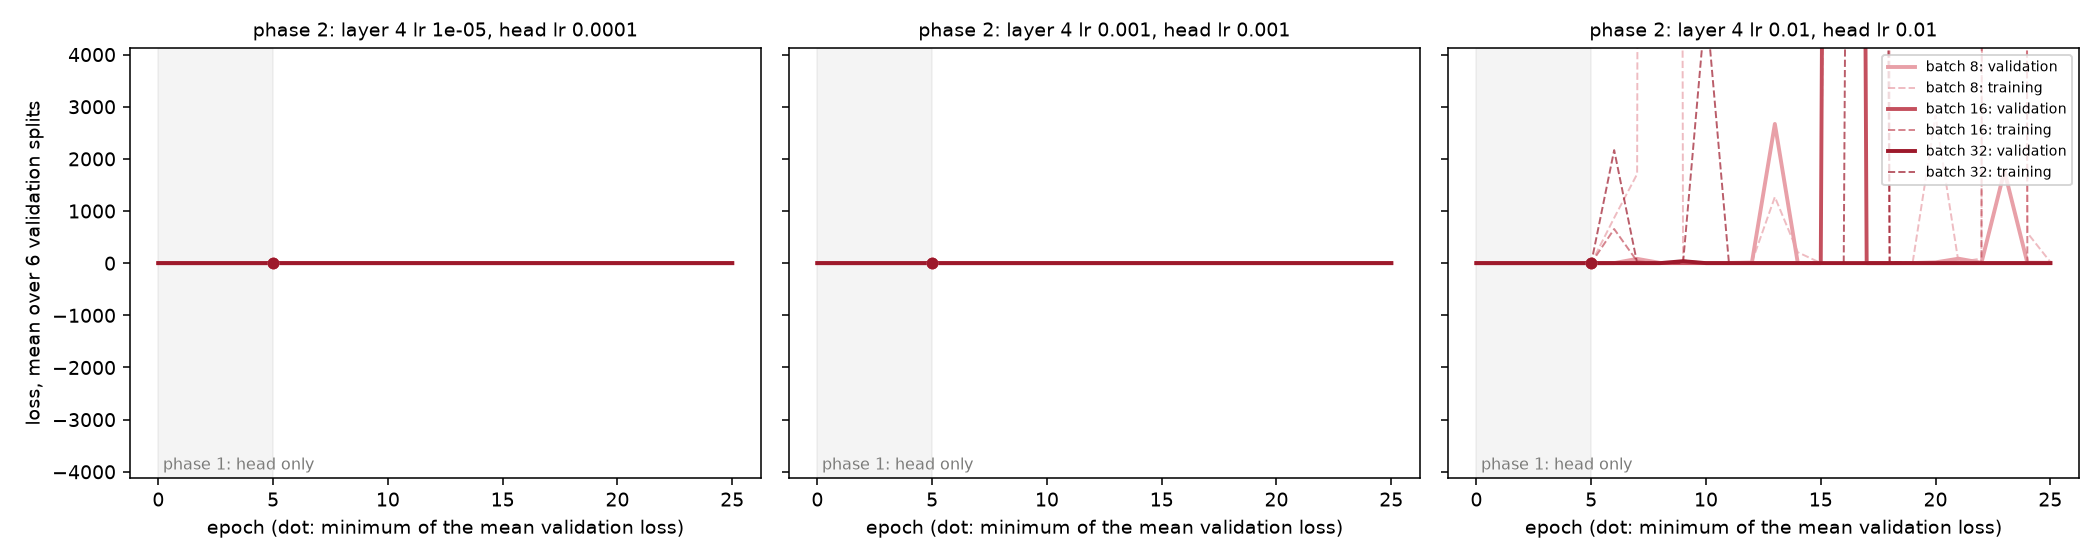 phase 2: layer 4 lr 1e-05, head lr 0.0001
4000
3000
2000
1000
0
−1000
−2000
−3000
−4000
loss, mean over 6 validation splits
phase 1: head only
0 5 10 15 20 25
epoch (dot: minimum of the mean validation loss)
phase 2: layer 4 lr 0.001, head lr 0.001
phase 1: head only
0 5 10 15 20 25
epoch (dot: minimum of the mean validation loss)
phase 2: layer 4 lr 0.01, head lr 0.01
batch 8: validation
batch 8: training
batch 16: validation
batch 16: training
batch 32: validation
batch 32: training
phase 1: head only
0 5 10 15 20 25
epoch (dot: minimum of the mean validation loss)